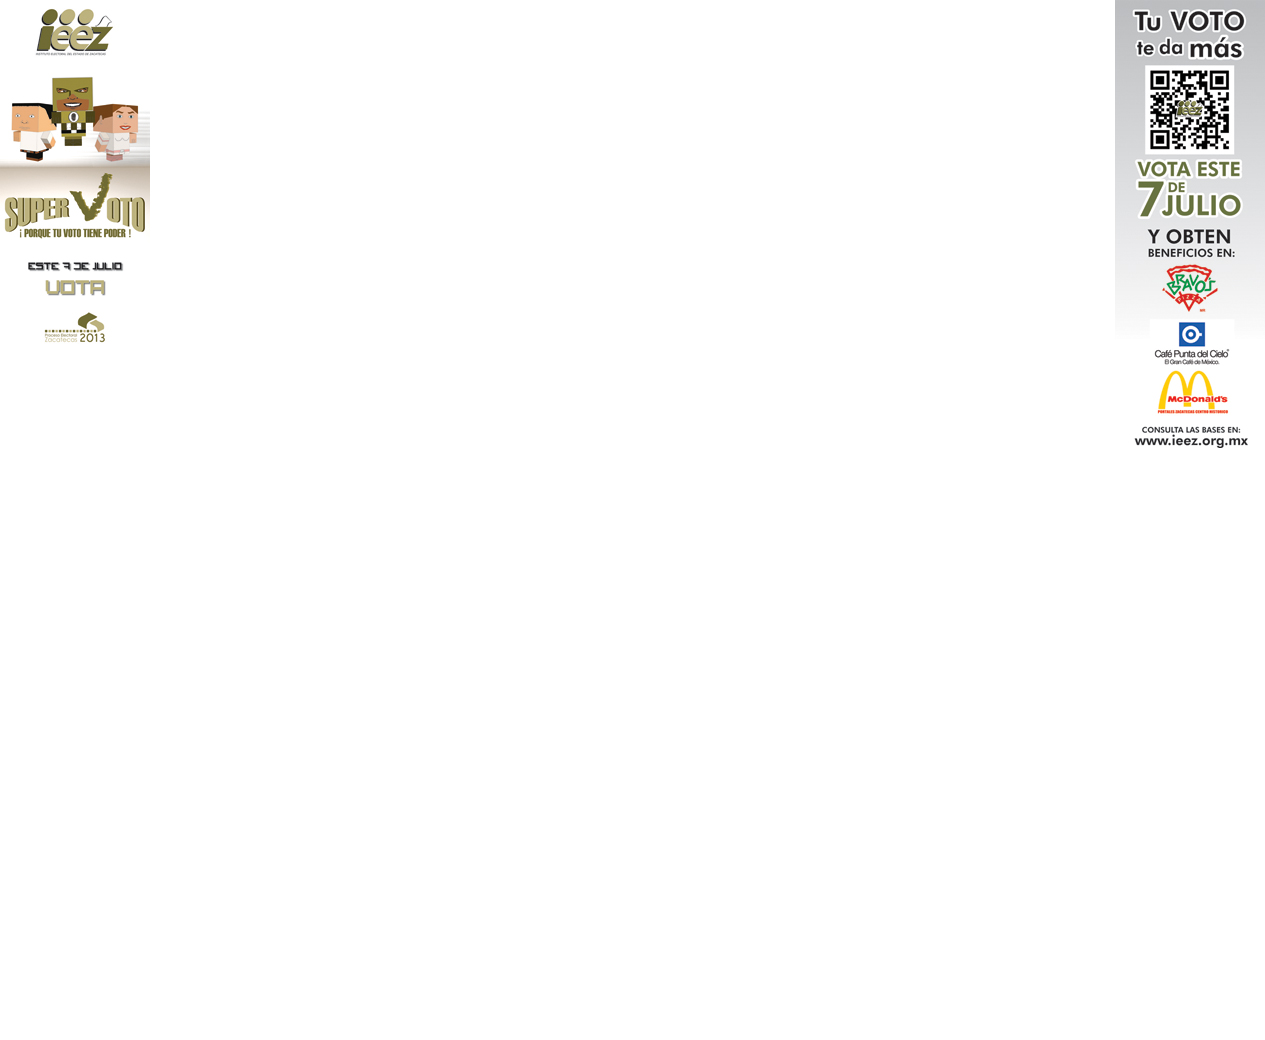 ieez
INSTITUTO ELECTORAL DEL ESTADO DE ZACATECAS
SUPER VOTO
¡ PORQUE TU VOTO TIENE PODER !
ESTE 7 DE JULIO
VOTA
Proceso Electoral
Zacatecas 2013
Tu VOTO
te da más
ieez
VOTA ESTE
7 DE
JULIO
Y OBTEN
BENEFICIOS EN:
BRAVOS
PIZZA
Café Punta del Cielo
El Gran Café de México.
McDonald's
PORTALES ZACATECAS CENTRO HISTORICO
CONSULTA LAS BASES EN:
www.ieez.org.mx